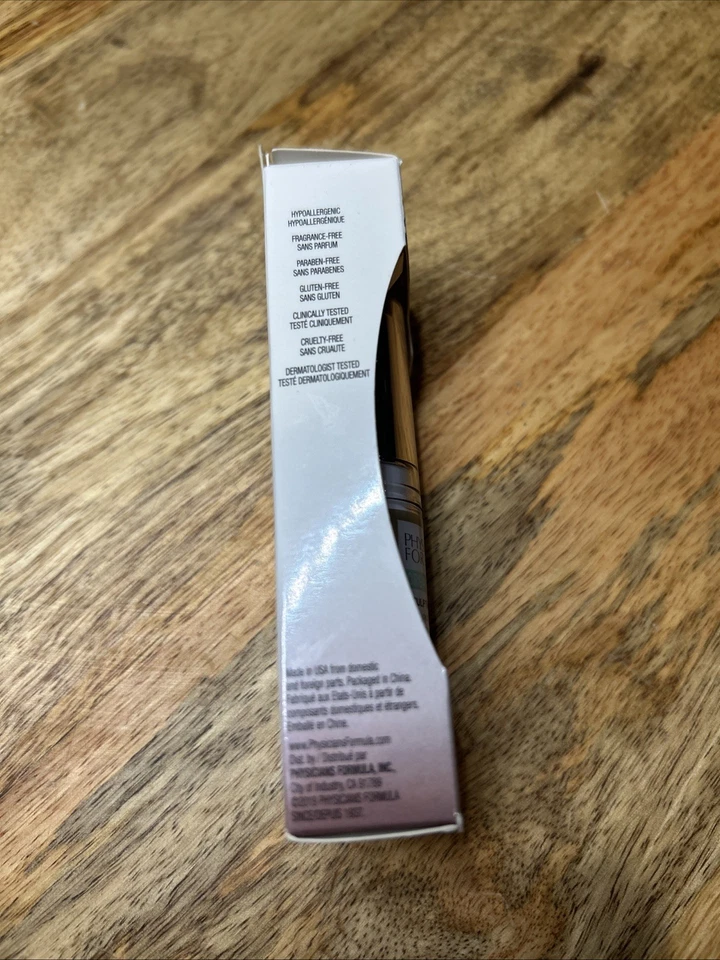 HYPOALLERGENIC
HYPOALLERGÉNIQUE
FRAGRANCE-FREE
SANS PARFUM
PARABEN-FREE
SANS PARABENES
GLUTEN-FREE
SANS GLUTEN
CLINICALLY TESTED
TESTÉ CLINIQUEMENT
CRUELTY-FREE
SANS CRUAUTE
DERMATOLOGIST TESTED
TESTÉ DERMATOLOGIQUEMENT
PHY
FO
Made in USA from domestic
and foreign parts. Packaged in China.
Fabriqué aux États-Unis à partir de
composants domestiques et étrangers.
Emballé en Chine.
www.PhysiciansFormula.com
Dist. by / Distribué par
PHYSICIANS FORMULA, INC.,
City of Industry, CA 91789
PHYSICIANS FORMULA
SINCE/DEPUIS 1937.